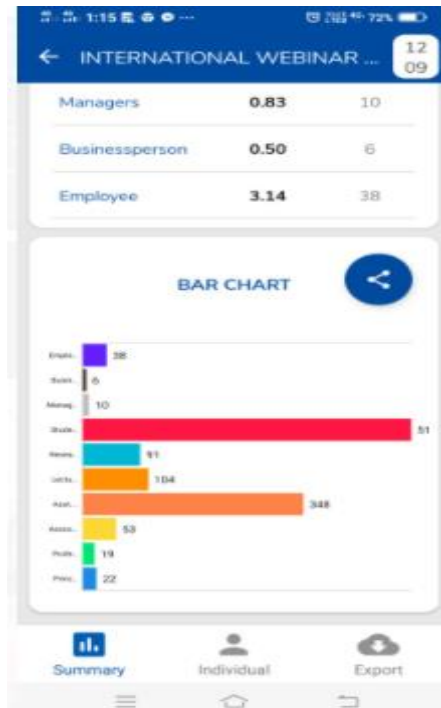 1:15
72%
← INTERNATIONAL WEBINAR ...
12
09
Managers 0.83 10
Businessperson 0.50 6
Employee 3.14 38
BAR CHART
38
6
10
51
91
104
348
53
19
22
Summary Individual Export